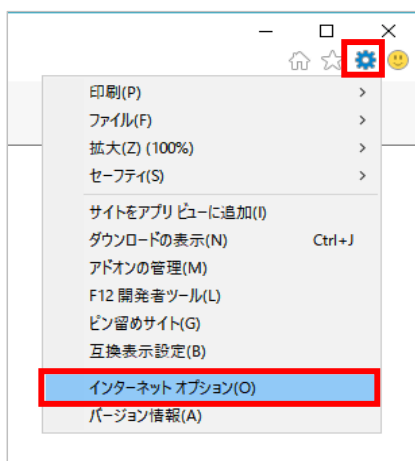 印刷(P)
ファイル(F)
拡大(Z) (100%)
セーフティ(S)
サイトをアプリ ビューに追加(I)
ダウンロードの表示(N) Ctrl+J
アドオンの管理(M)
F12 開発者ツール(L)
ピン留めサイト(G)
互換表示設定(B)
インターネット オプション(O)
バージョン情報(A)